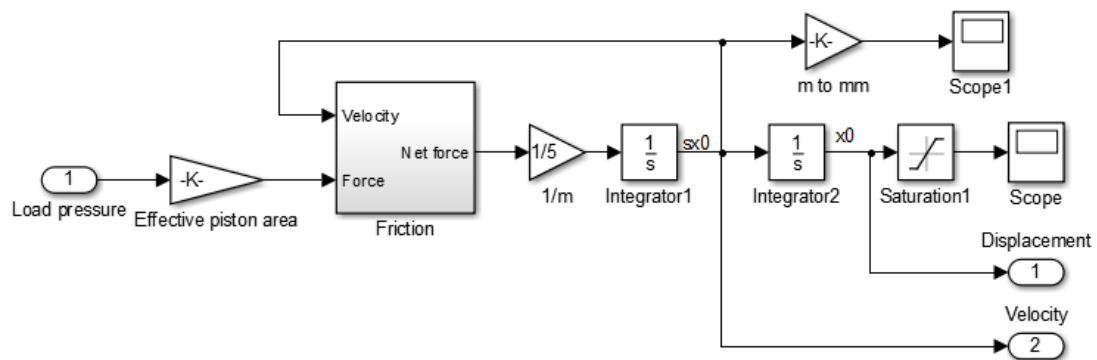 -K-
m to mm
Scope1
Velocity
Net force
Force
Friction
1
Load pressure
-K-
Effective piston area
1/5
1/m
1
s
Integrator1
sx0
1
s
Integrator2
x0
Saturation1
Scope
Displacement
1
Velocity
2